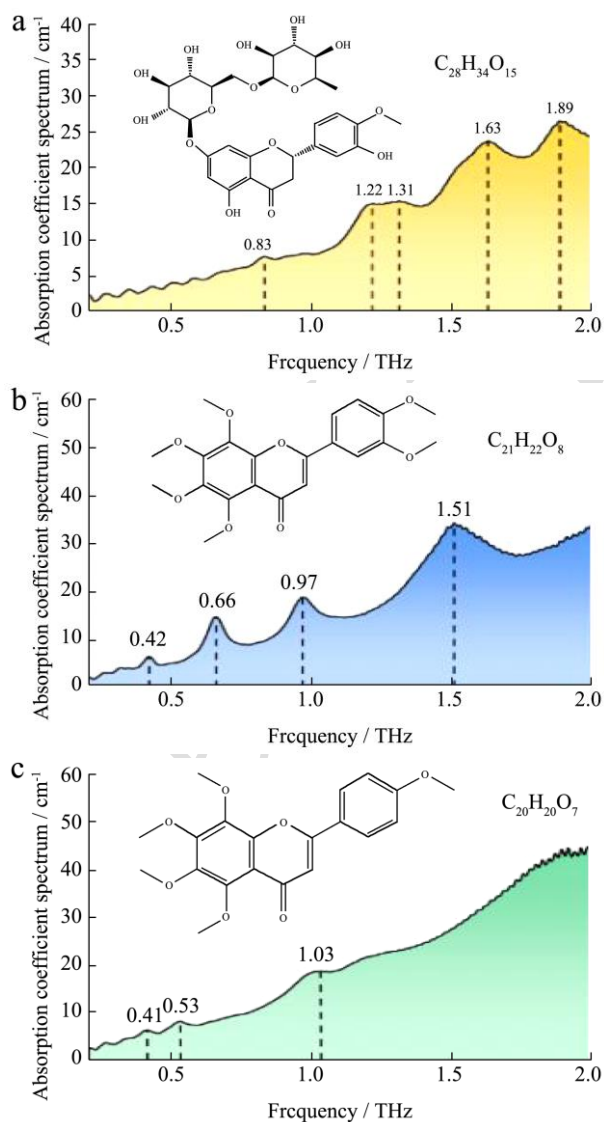 a
Absorption coefficient spectrum / cm⁻¹
40
35
30
25
20
15
10
5
0
C₂₈H₃₄O₁₅
OH
OH
HO
OH
OH
HO
O
O
HO
O
OH
O
O
O
OH
OH
O
0.83
1.22
1.31
1.63
1.89
0.5
1.0
1.5
2.0
Frcquency / THz
b
Absorption coefficient spectrum / cm⁻¹
60
50
40
30
20
10
0
C₂₁H₂₂O₈
O
O
O
O
O
O
O
O
0.42
0.66
0.97
1.51
0.5
1.0
1.5
2.0
Frcquency / THz
c
Absorption coefficient spectrum / cm⁻¹
60
50
40
30
20
10
0
C₂₀H₂₀O₇
O
O
O
O
O
O
O
0.41
0.53
1.03
0.5
1.0
1.5
2.0
Frcquency / THz